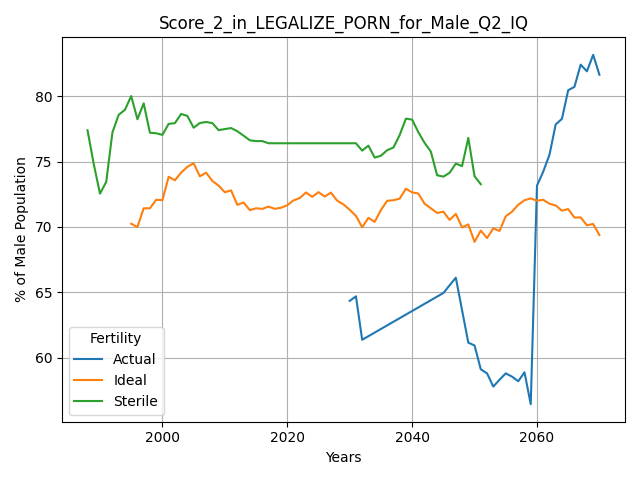 Score_2_in_LEGALIZE_PORN_for_Male_Q2_IQ
% of Male Population
80
75
70
65
60
Fertility
Actual
Ideal
Sterile
2000
2020
2040
2060
Years